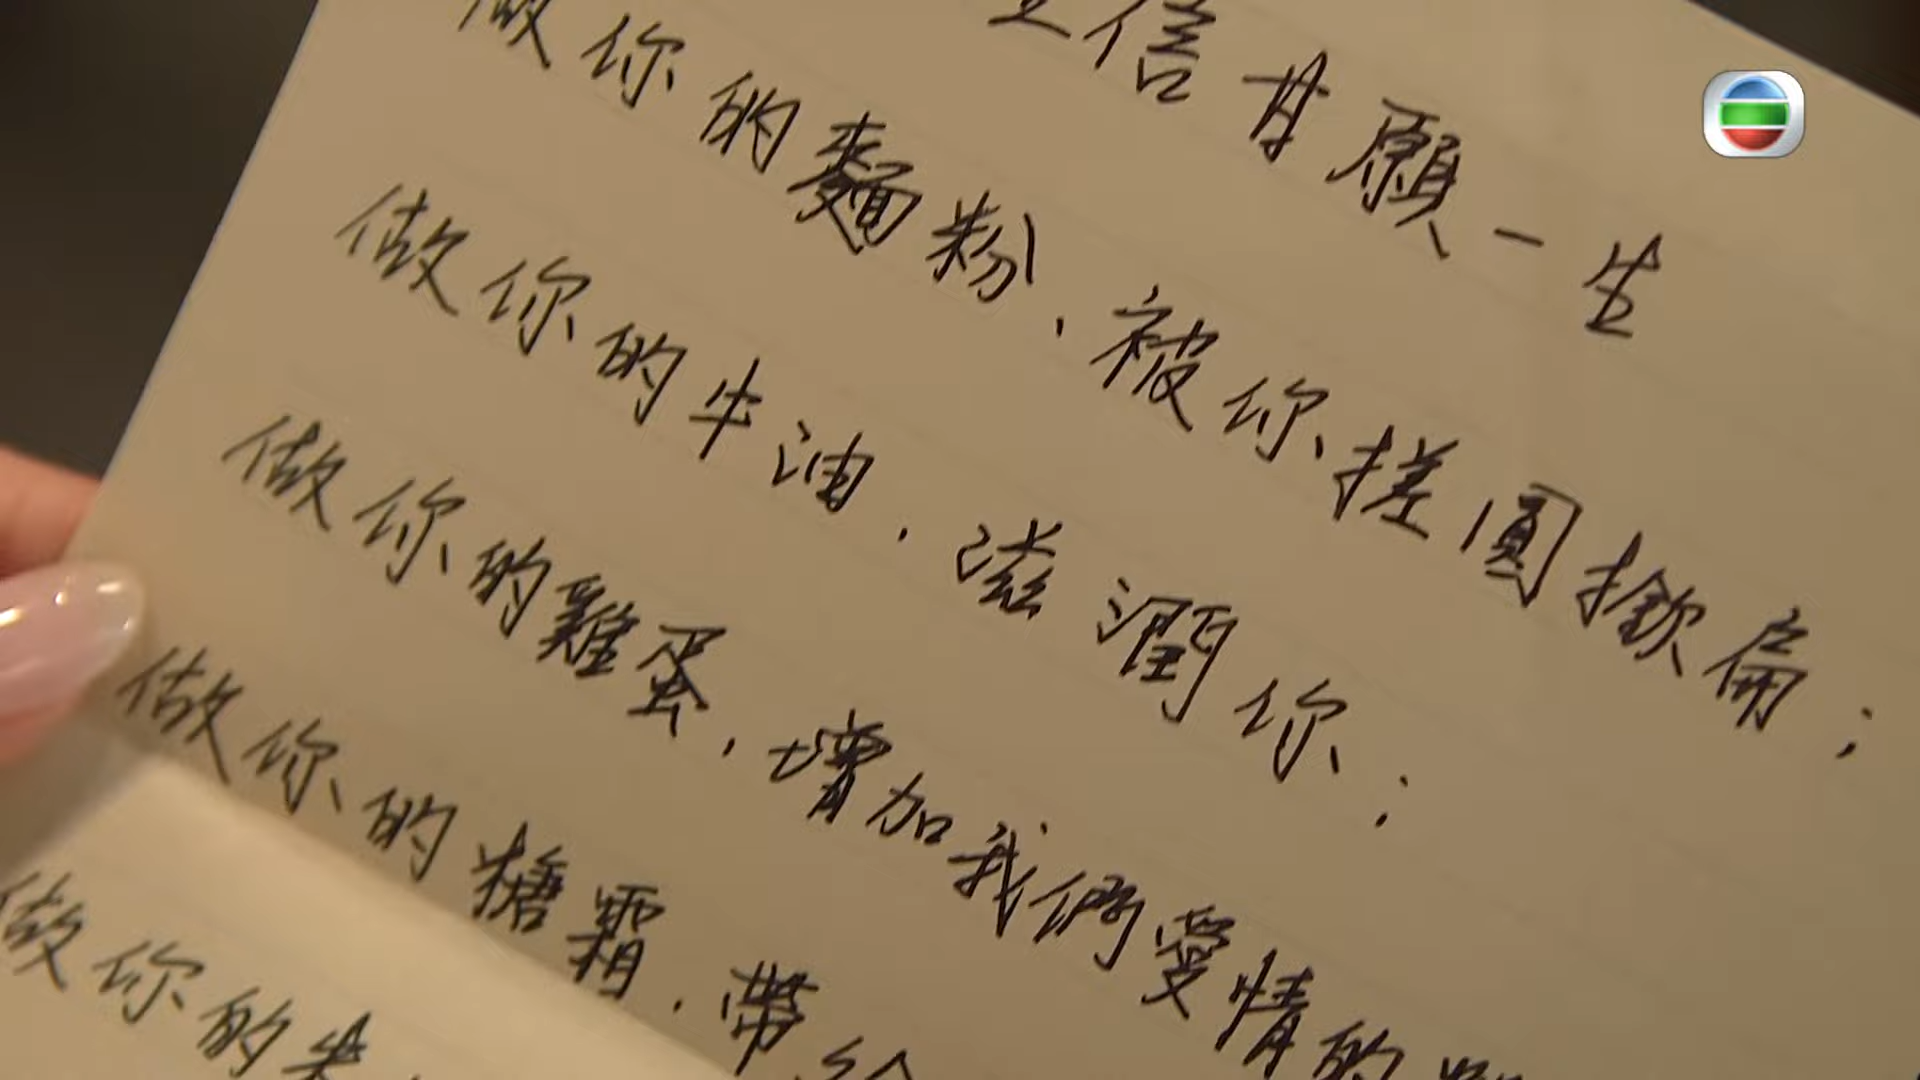 信甘願一生
做你的麵粉，被你搓圓撳扁；
做你的牛油，滋潤你；
做你的雞蛋，增加我們愛情的
做你的糖霜，帶給
做你的